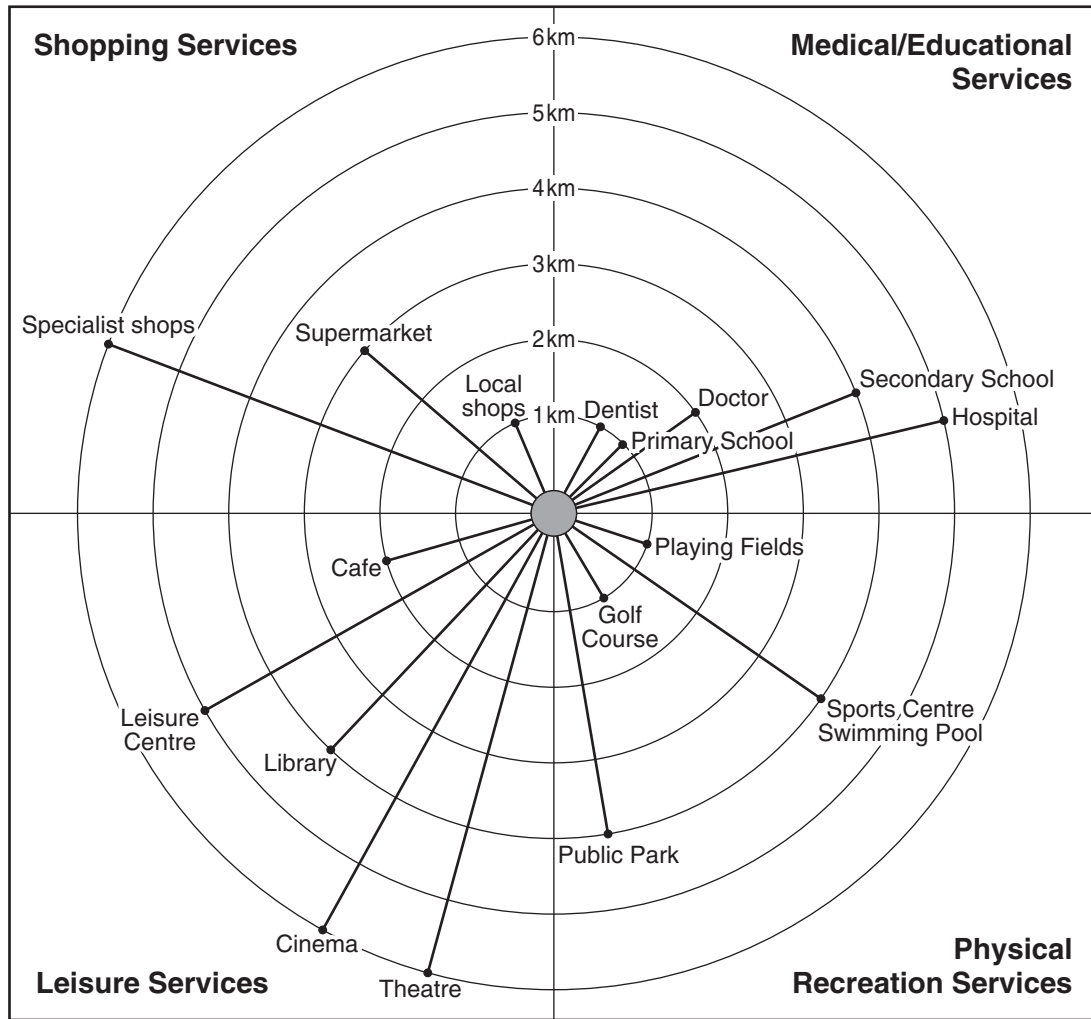 Shopping Services
Medical/Educational
Services
6km
5km
4km
3km
2km
1km
Specialist shops
Supermarket
Local
shops
Dentist
Doctor
Primary School
Secondary School
Hospital
Cafe
Leisure
Centre
Library
Cinema
Theatre
Playing Fields
Golf
Course
Sports Centre
Swimming Pool
Public Park
Leisure Services
Physical
Recreation Services